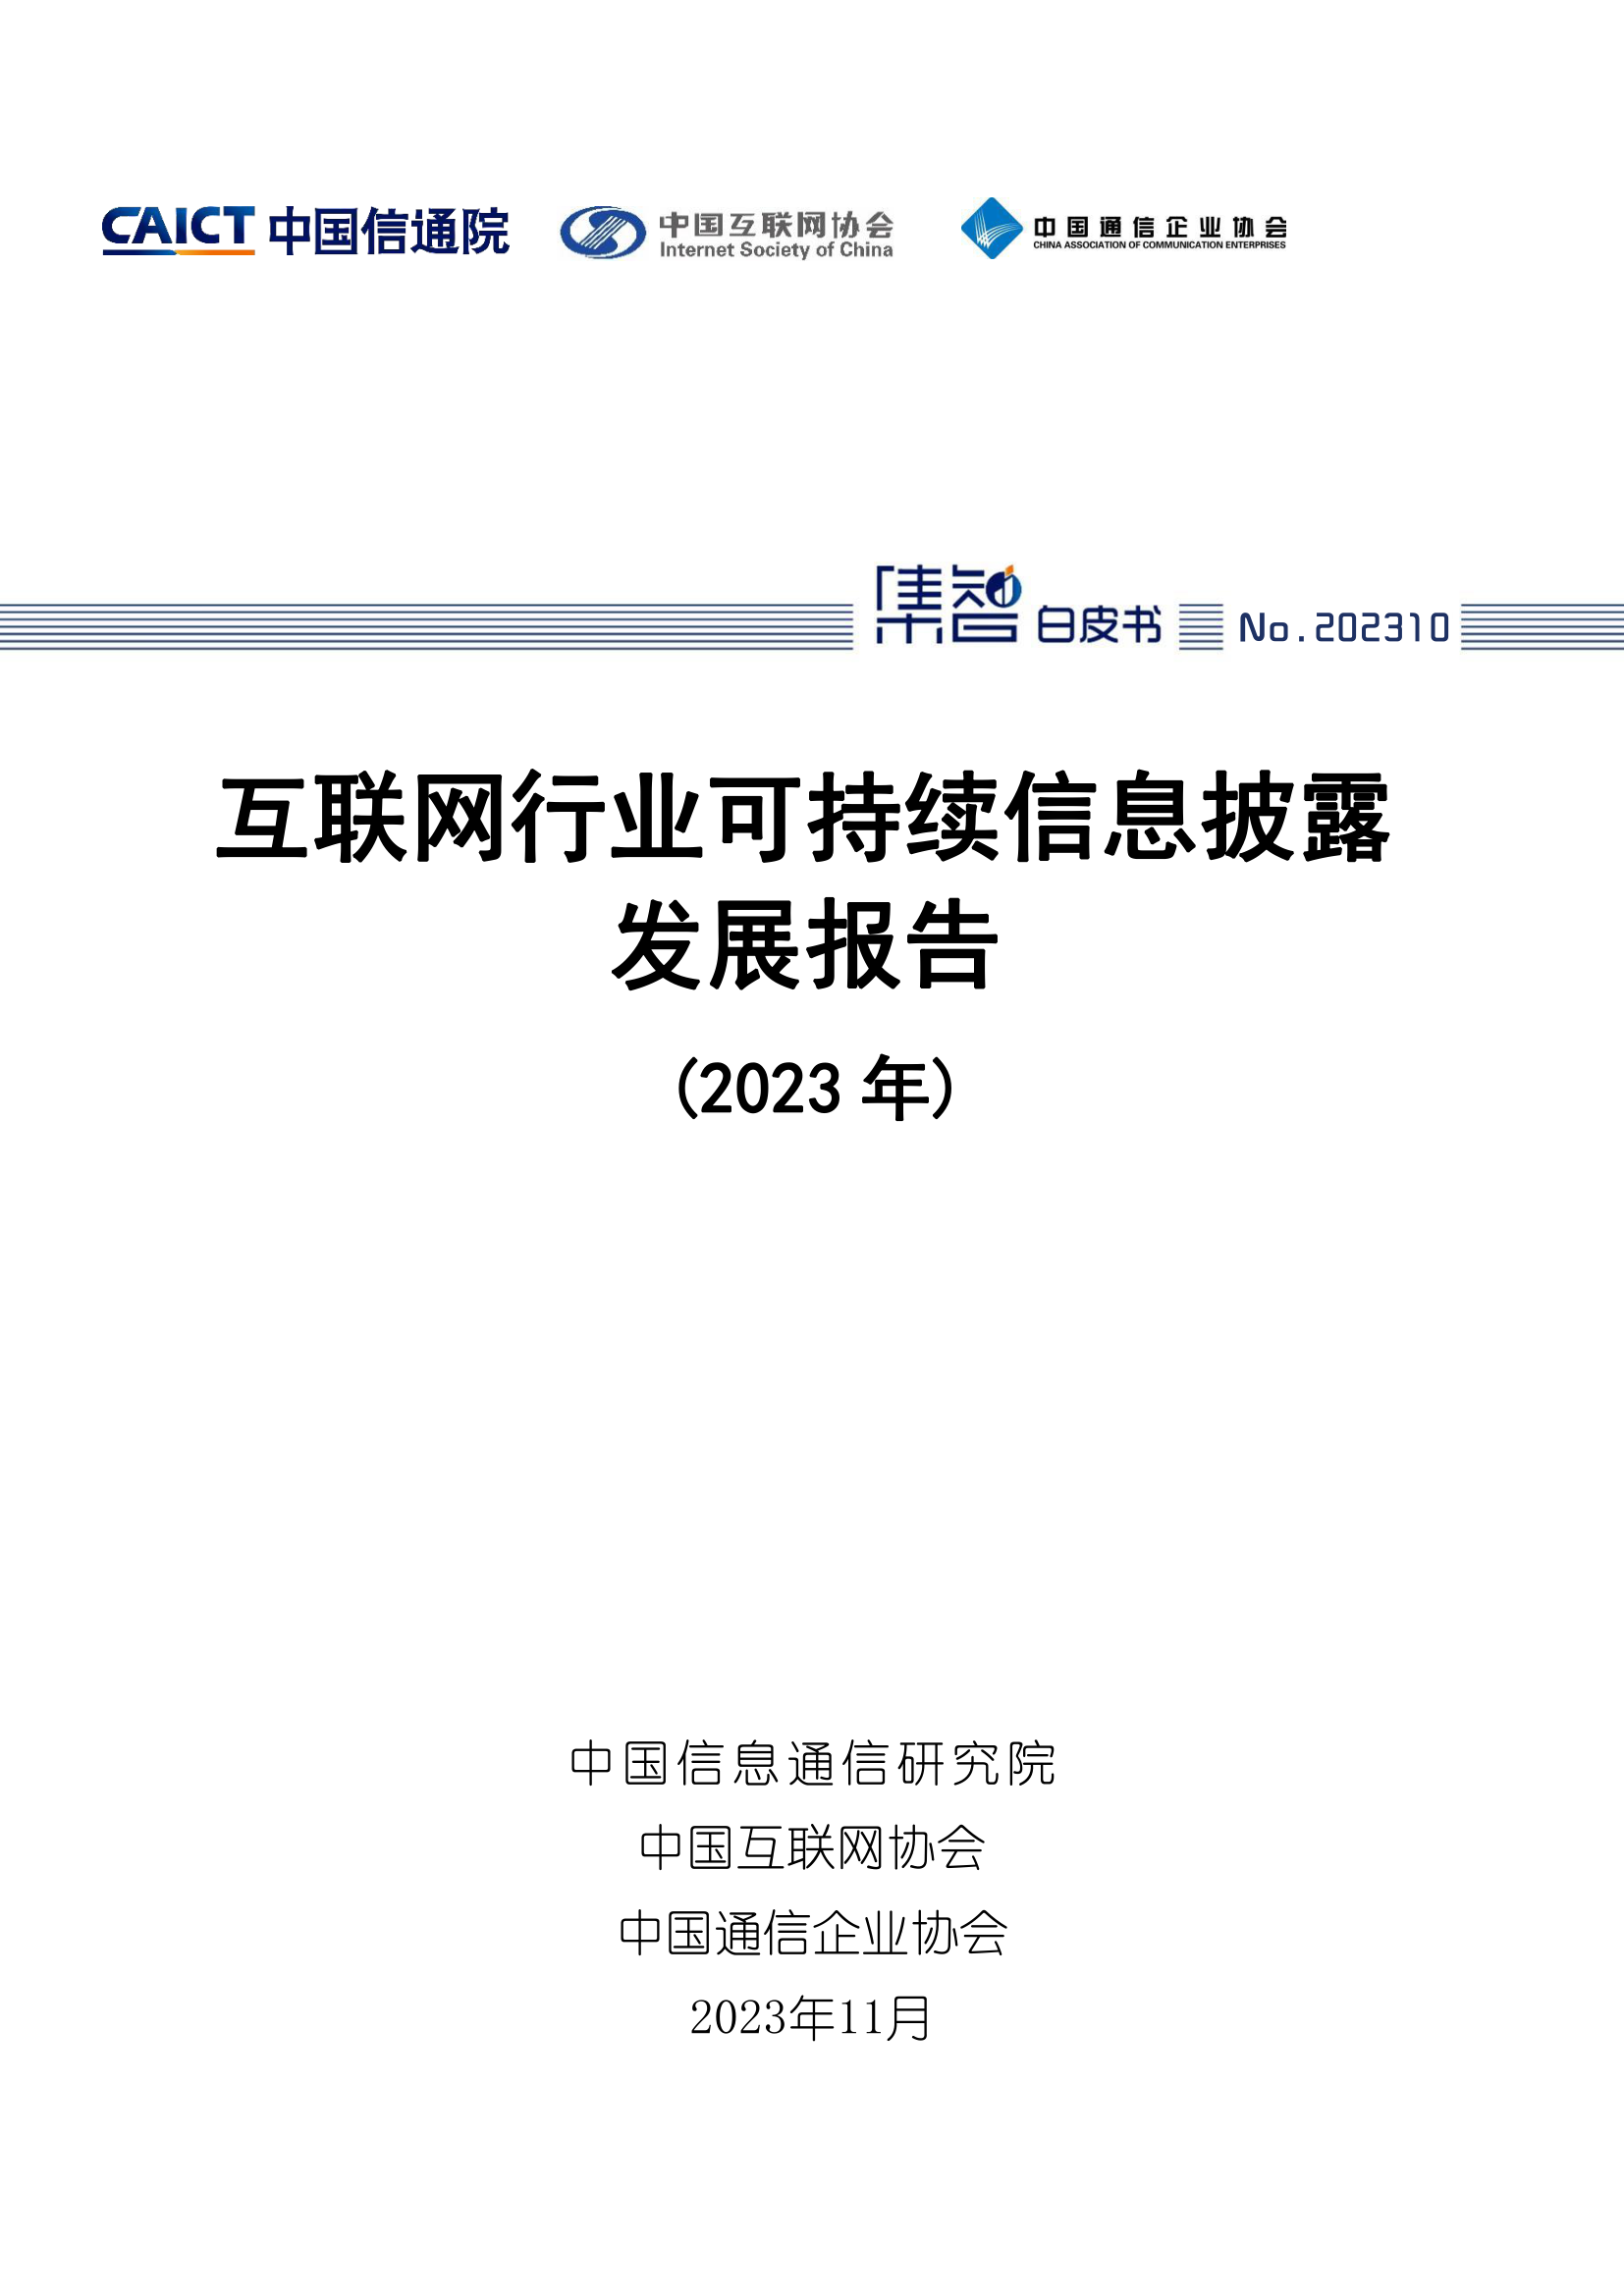 CAICT 中国信通院
中国互联网协会
Internet Society of China
中国通信企业协会
CHINA ASSOCIATION OF COMMUNICATION ENTERPRISES
集智白皮书 No.202310
互联网行业可持续信息披露
发展报告
(2023 年)
中国信息通信研究院
中国互联网协会
中国通信企业协会
2023年11月